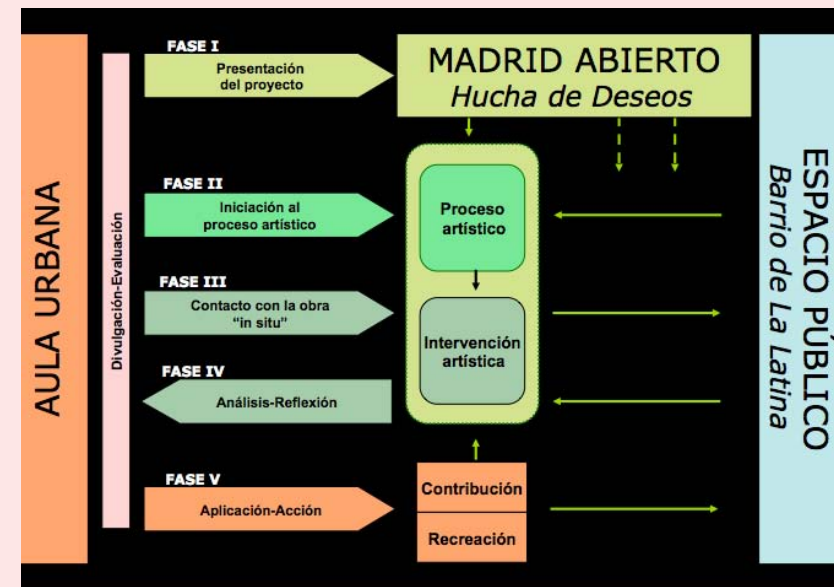 AULA URBANA
Divulgación-Evaluación
FASE I
Presentación
del proyecto
MADRID ABIERTO
Hucha de Deseos
FASE II
Iniciación al
proceso artístico
Proceso
artístico
FASE III
Contacto con la obra
“in situ”
Intervención
artística
FASE IV
Análisis-Reflexión
FASE V
Aplicación-Acción
Contribución
Recreación
ESPACIO PÚBLICO
Barrio de La Latina